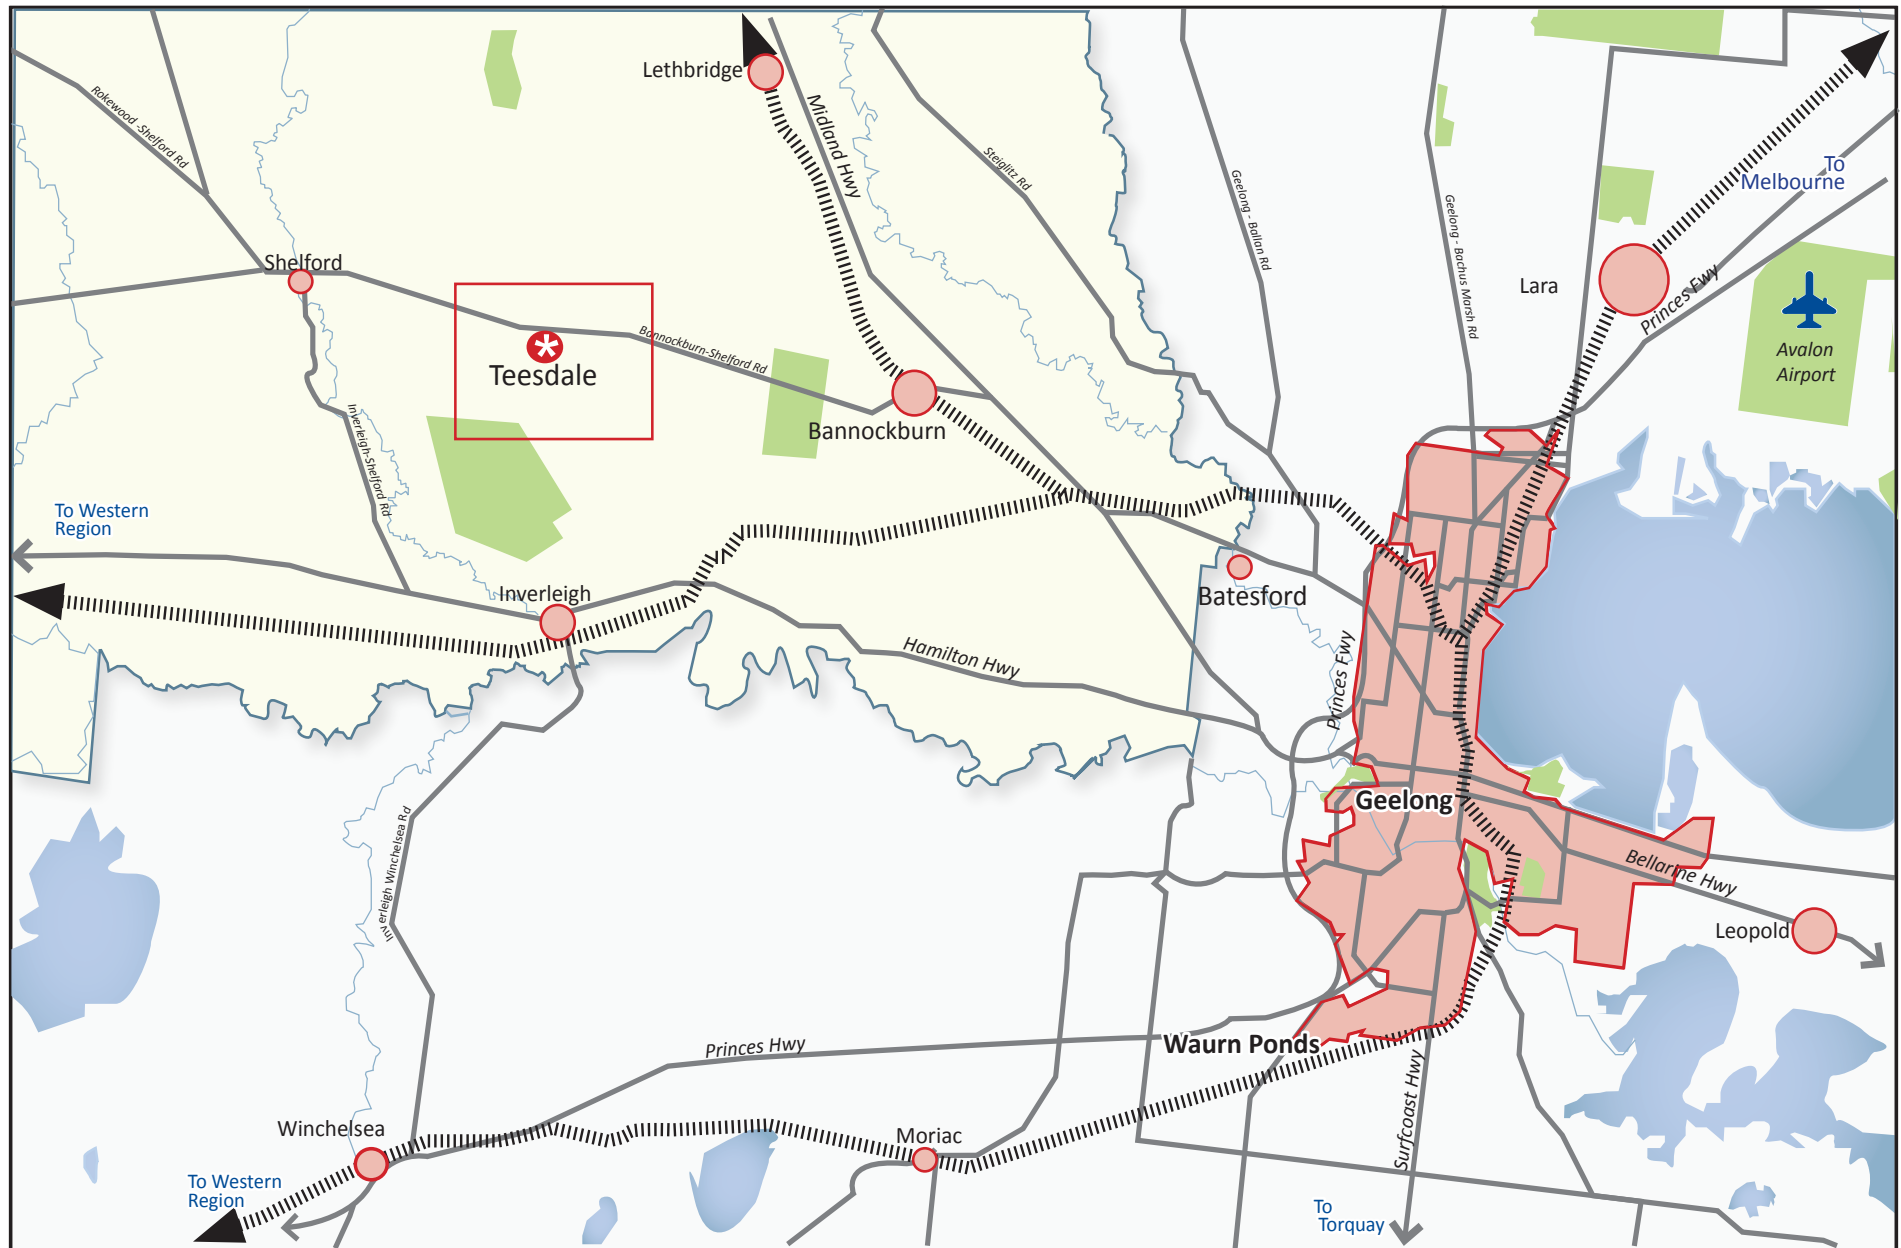 Lethbridge
Midland Hwy
Rokewood -Shelford Rd
Steiglitz Rd
Geelong - Ballan Rd
Geelong - Bachus Marsh Rd
To
Melbourne
Shelford
Lara
Princes Fwy
Avalon
Airport
Bannockburn-Shelford Rd
Teesdale
Bannockburn
Inverleigh-Shelford Rd
To Western
Region
Inverleigh
Batesford
Hamilton Hwy
Princes Fwy
Geelong
Inverleigh Winchelsea Rd
Bellarine Hwy
Leopold
Princes Hwy
Waurn Ponds
Surfcoast Hwy
Winchelsea
Moriac
To Western
Region
To
Torquay